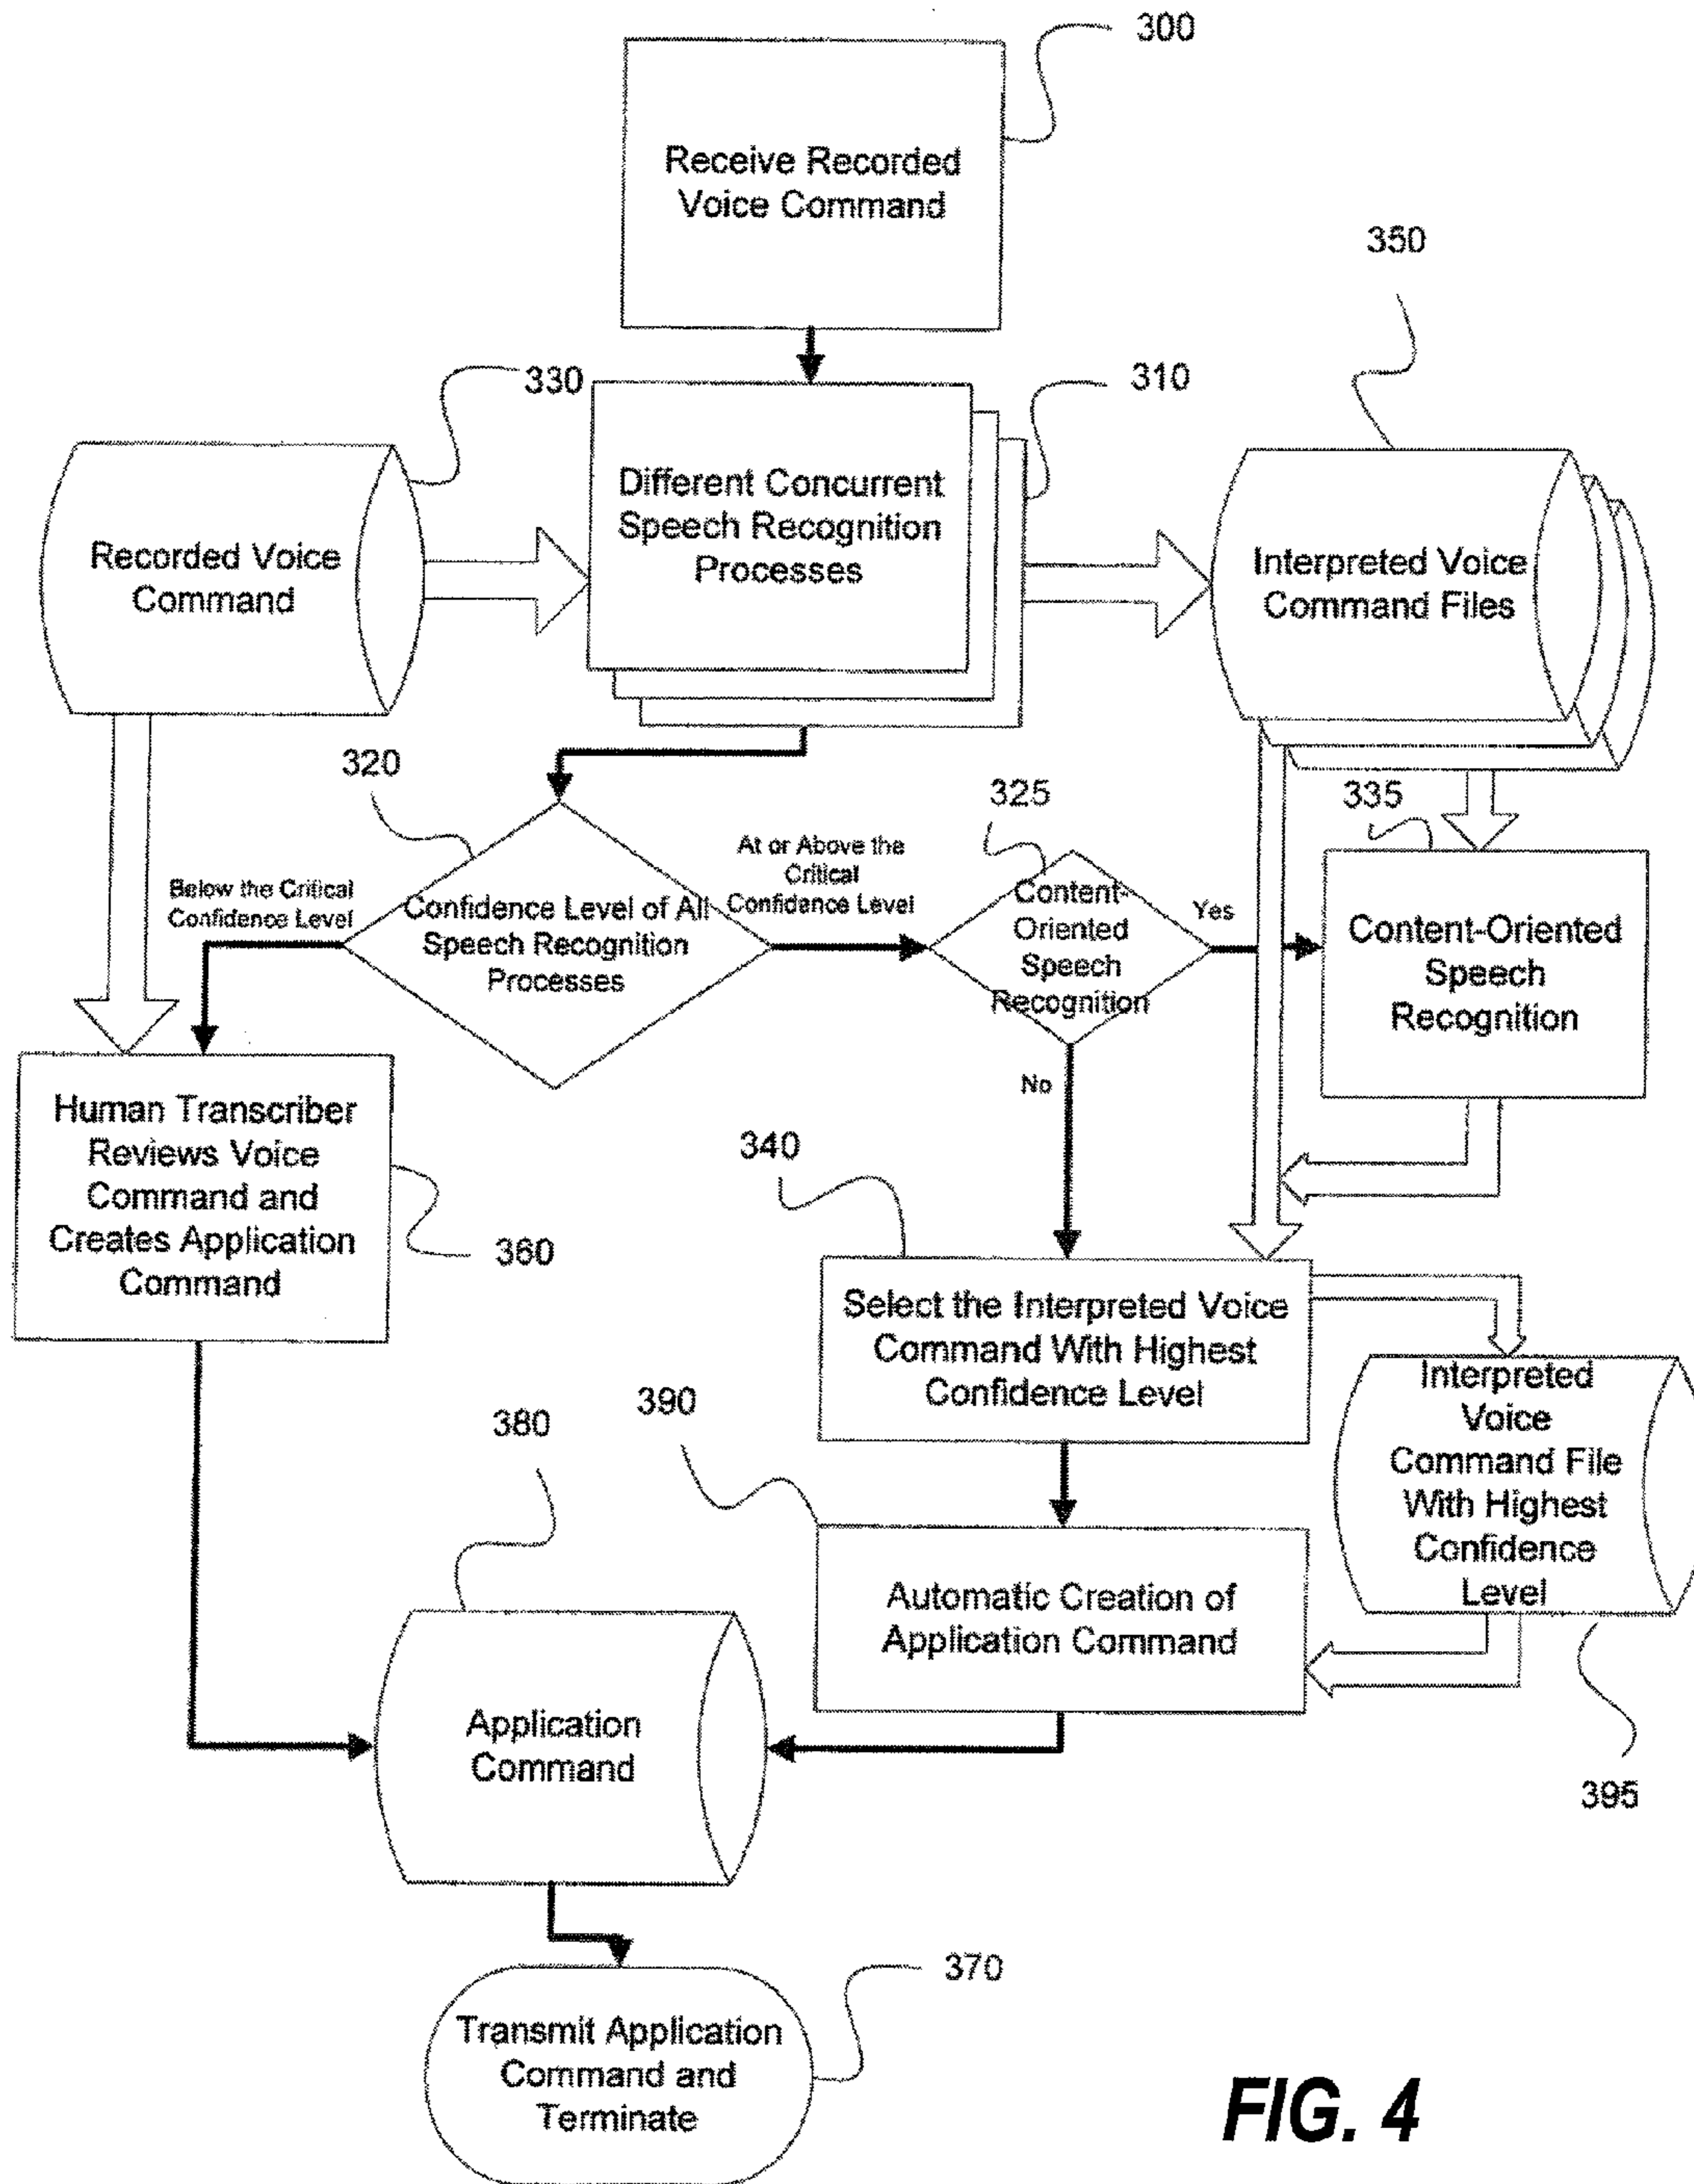 300
Receive Recorded
Voice Command
350
330
310
Recorded Voice
Command
Different Concurrent
Speech Recognition
Processes
Interpreted Voice
Command Files
320
325
335
Below the Critical
Confidence Level
Confidence Level of All
Speech Recognition
Processes
At or Above the
Critical
Confidence Level
Content-
Oriented
Speech
Recognition
Yes
No
Content-Oriented
Speech
Recognition
Human Transcriber
Reviews Voice
Command and
Creates Application
Command
360
340
Select the Interpreted Voice
Command With Highest
Confidence Level
Interpreted
Voice
Command File
With Highest
Confidence
Level
380
390
Automatic Creation of
Application Command
395
Application
Command
370
Transmit Application
Command and
Terminate
FIG. 4